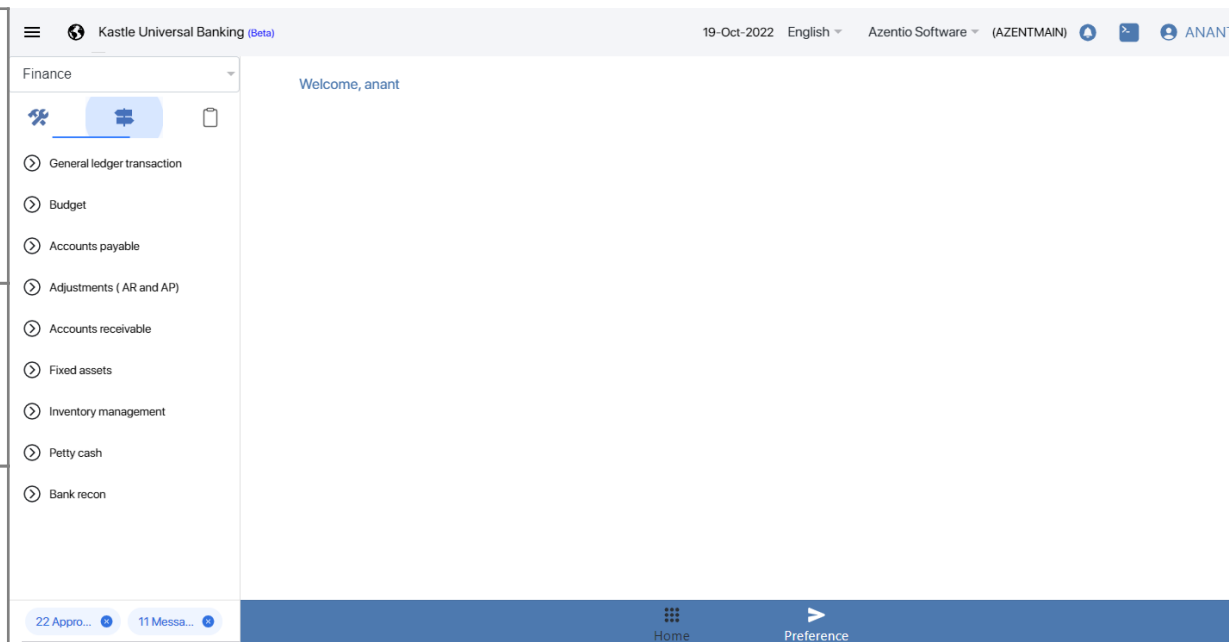 Kastle Universal Banking (Beta)
19-Oct-2022 English Azentio Software (AZENTMAIN) ANANT
Finance
Welcome, anant
General ledger transaction
Budget
Accounts payable
Adjustments ( AR and AP)
Accounts receivable
Fixed assets
Inventory management
Petty cash
Bank recon
22 Appro... 11 Messa...
Home Preference